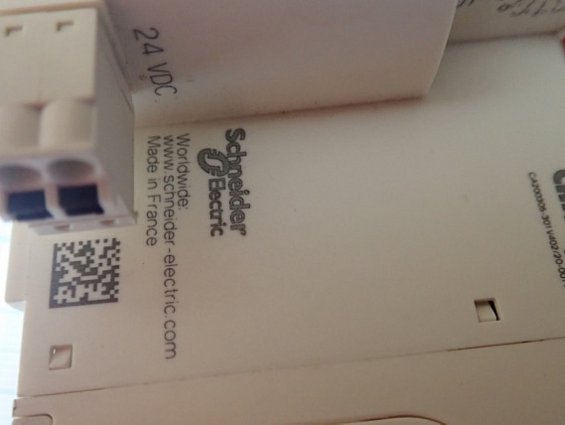 24 VDC
Schneider
Electric
Worldwide:
www.schneider-electric.com
Made in France